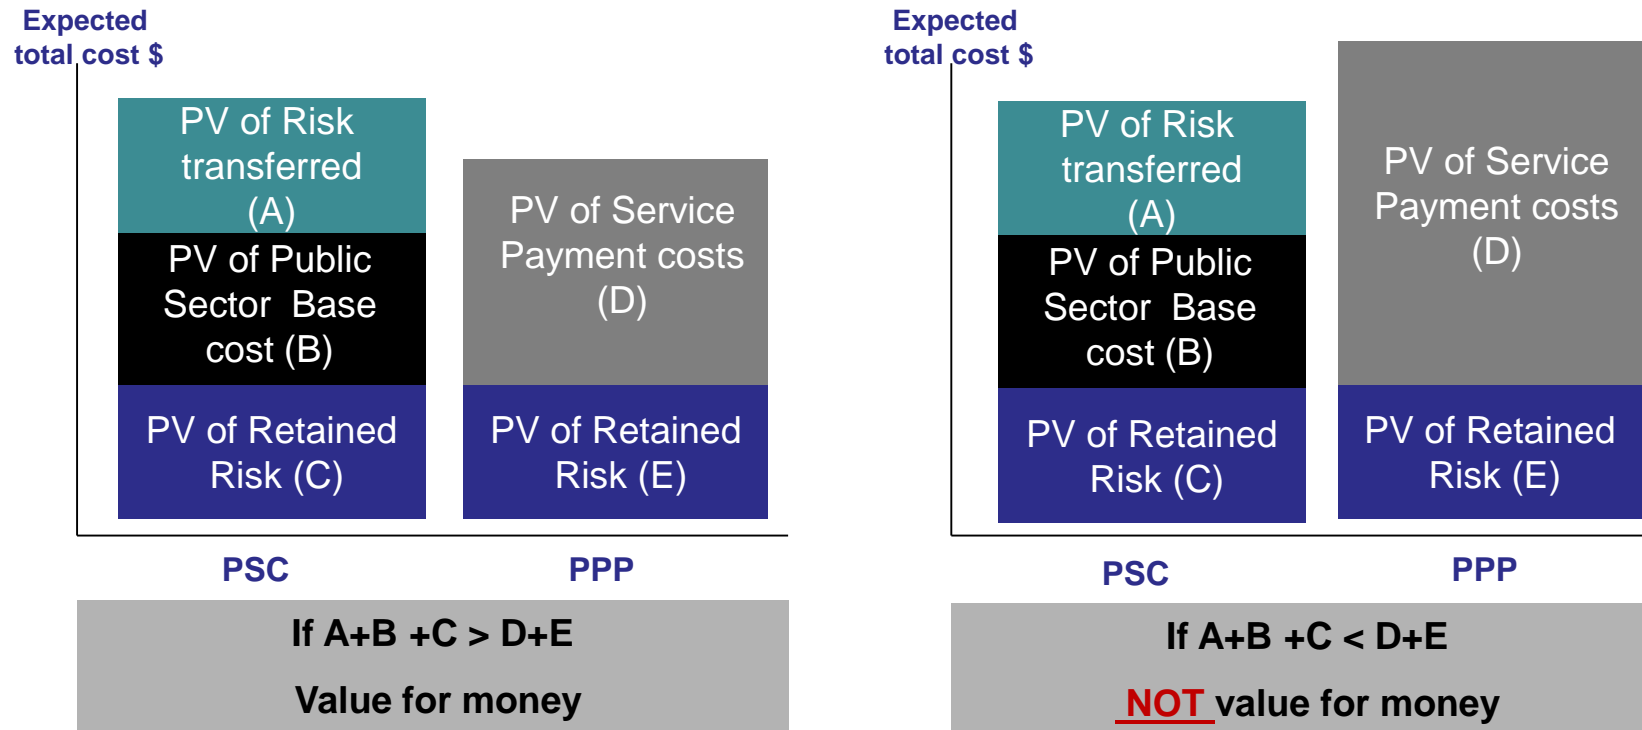 Expected
total cost $
PV of Risk
transferred
(A)
PV of Public
Sector Base
cost (B)
PV of Retained
Risk (C)
PV of Service
Payment costs
(D)
PV of Retained
Risk (E)
PSC
PPP
If A+B +C > D+E
Value for money
Expected
total cost $
PV of Risk
transferred
(A)
PV of Public
Sector Base
cost (B)
PV of Retained
Risk (C)
PV of Service
Payment costs
(D)
PV of Retained
Risk (E)
PSC
PPP
If A+B +C < D+E
NOT value for money